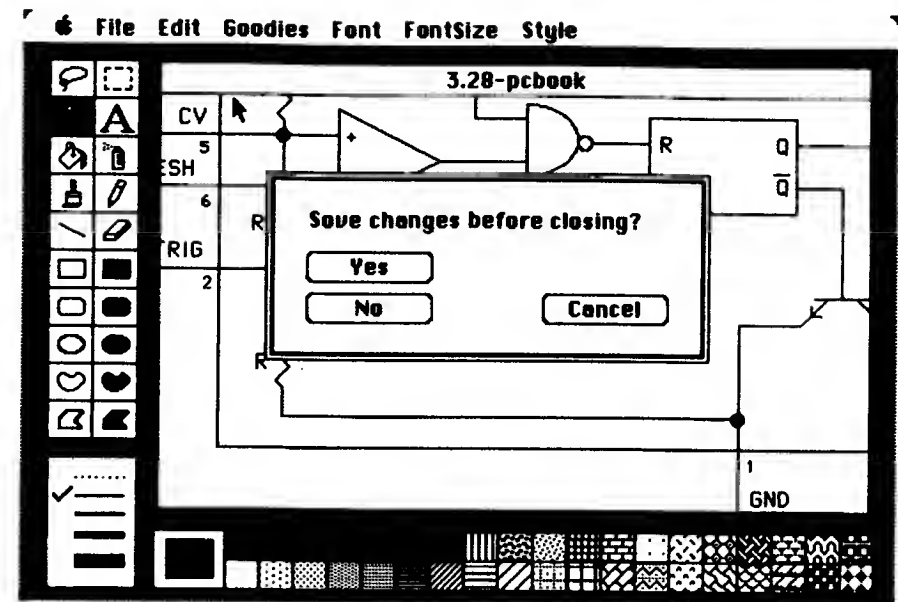 File Edit Goodies Font FontSize Style
3.28-pcbook
A
CV
5
ESH
6
R
TRIG
2
R
+
R
Q
Q̅
Save changes before closing?
Yes
No
Cancel
1
GND